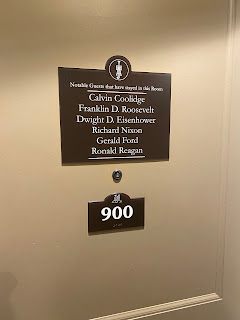 Notable Guests that have stayed in this Room
Calvin Coolidge
Franklin D. Roosevelt
Dwight D. Eisenhower
Richard Nixon
Gerald Ford
Ronald Reagan
900